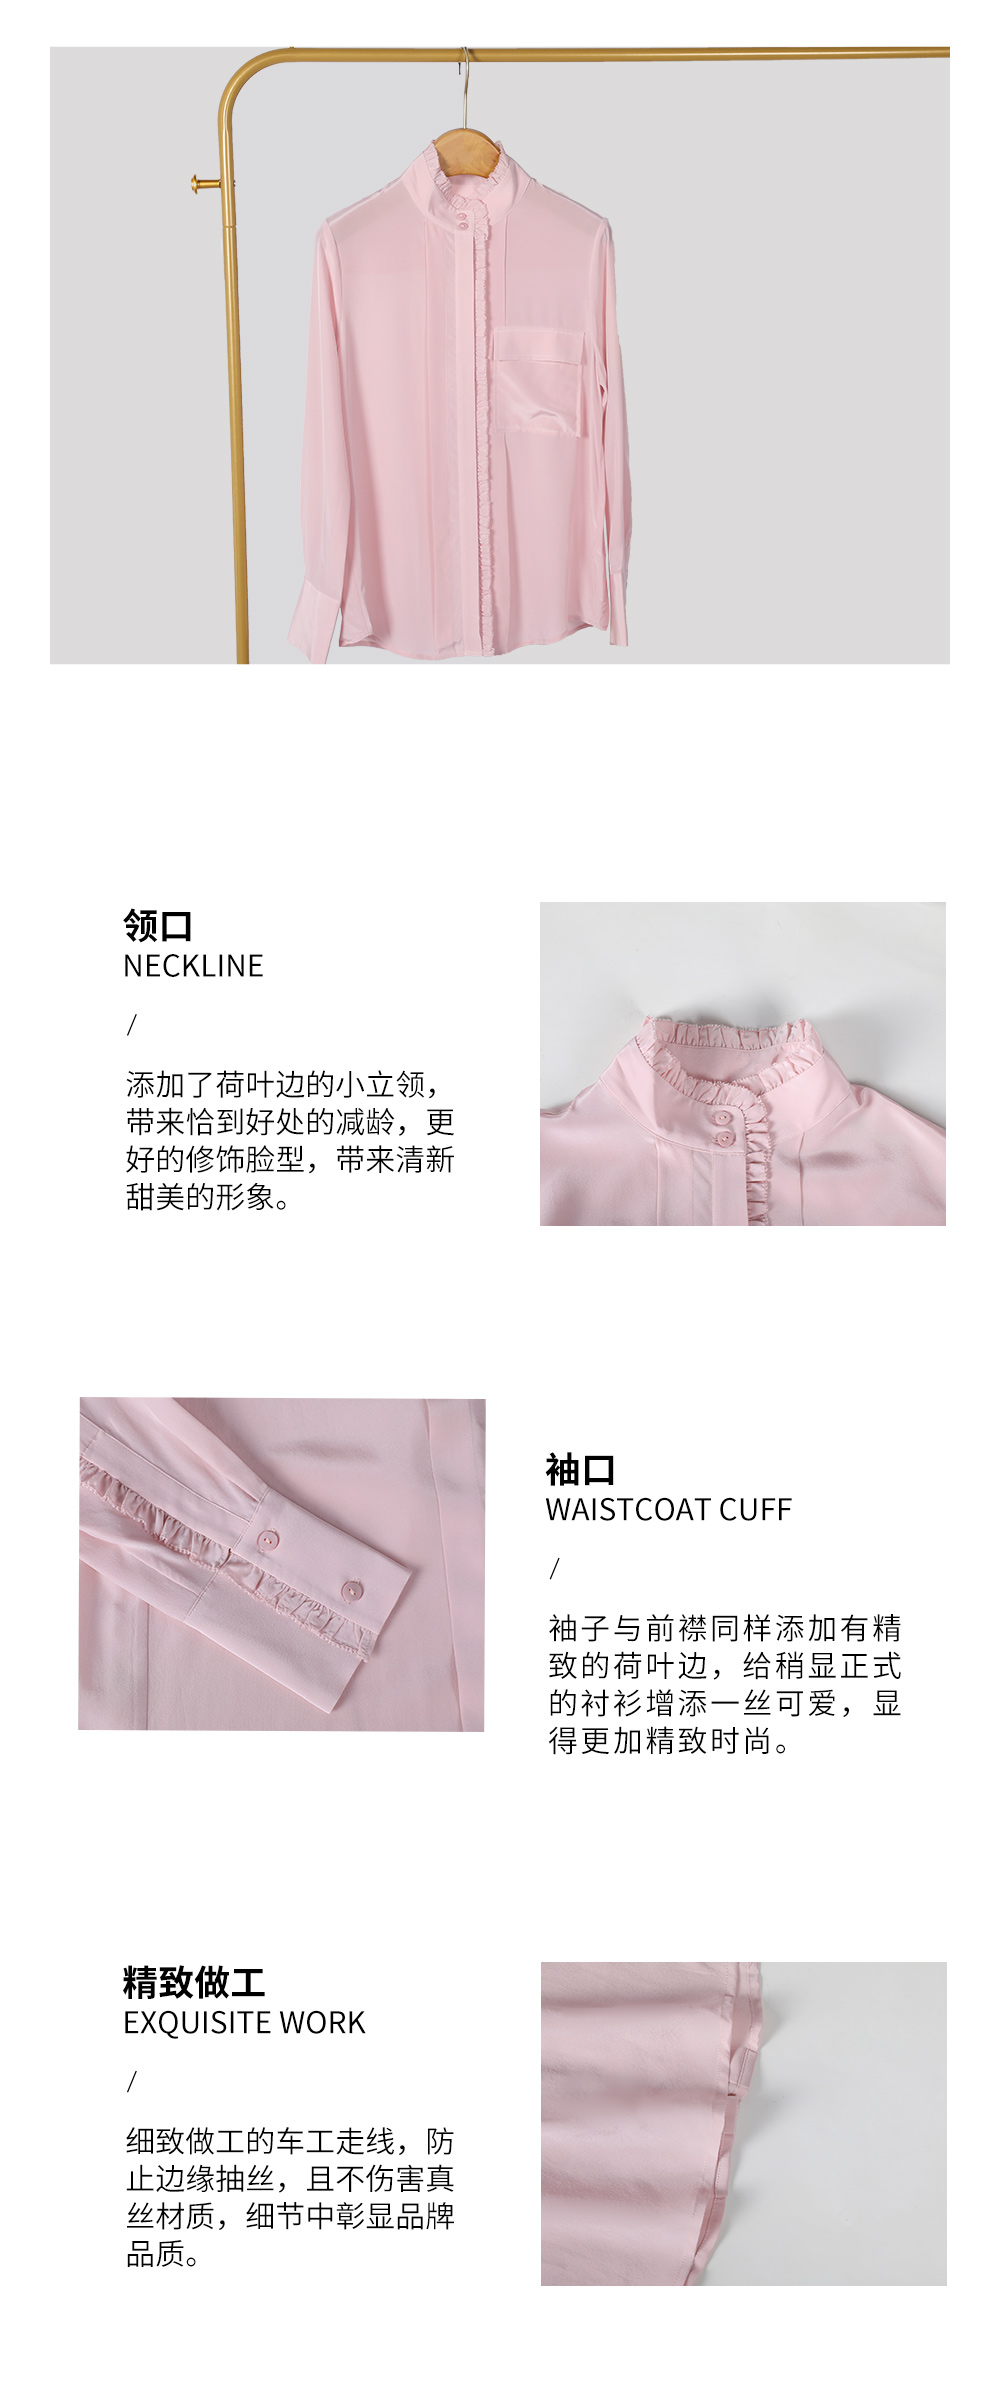 领口
NECKLINE
/
添加了荷叶边的小立领，
带来恰到好处的减龄，更
好的修饰脸型，带来清新
甜美的形象。
袖口
WAISTCOAT CUFF
/
袖子与前襟同样添加有精
致的荷叶边，给稍显正式
的衬衫增添一丝可爱，显
得更加精致时尚。
精致做工
EXQUISITE WORK
/
细致做工的车工走线，防
止边缘抽丝，且不伤害真
丝材质，细节中彰显品牌
品质。